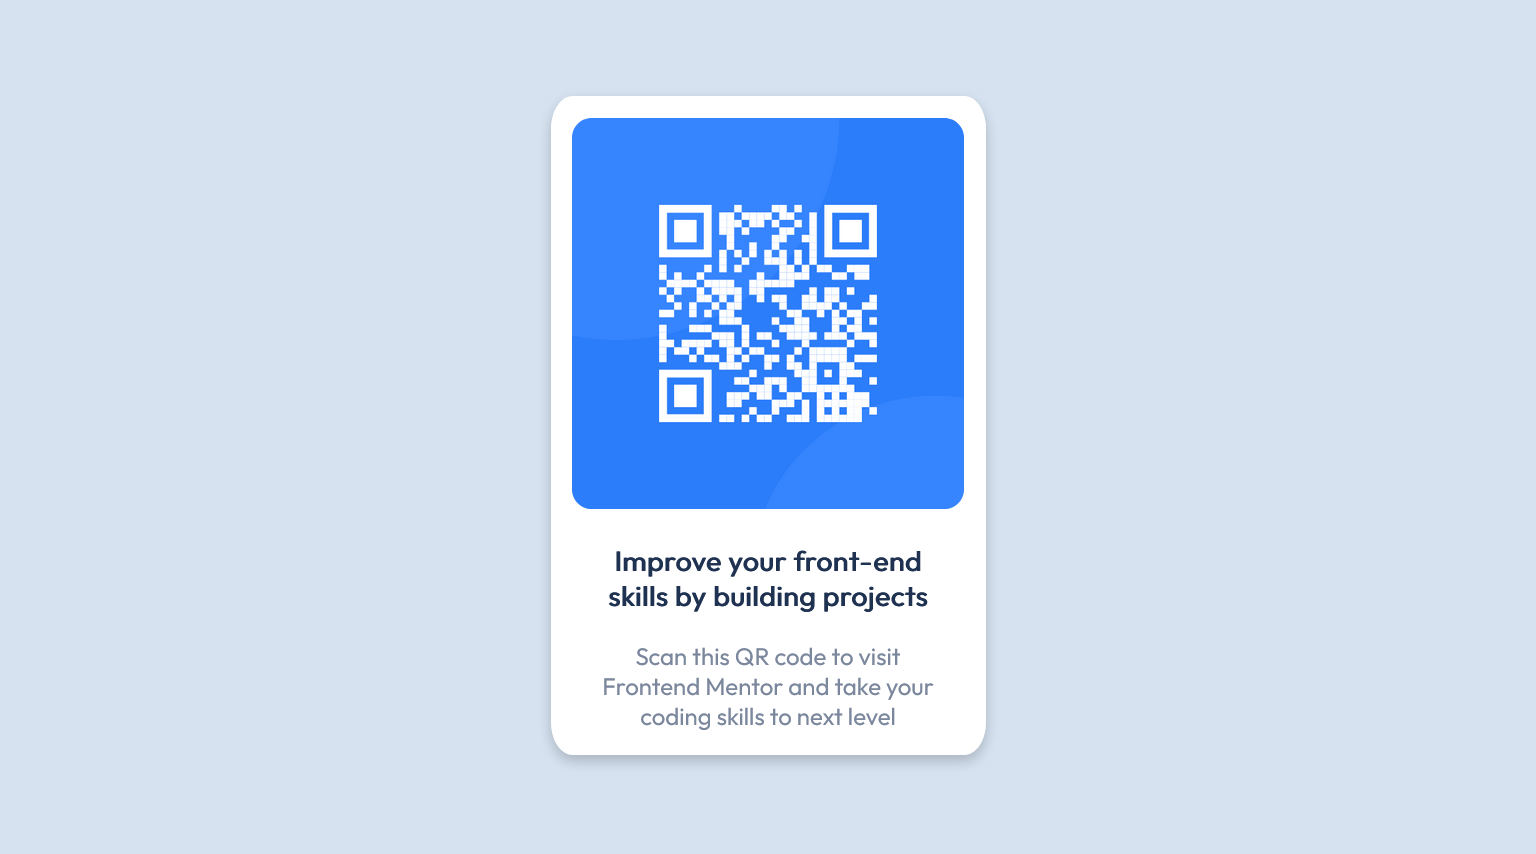 Improve your front-end
skills by building projects
Scan this QR code to visit
Frontend Mentor and take your
coding skills to next level